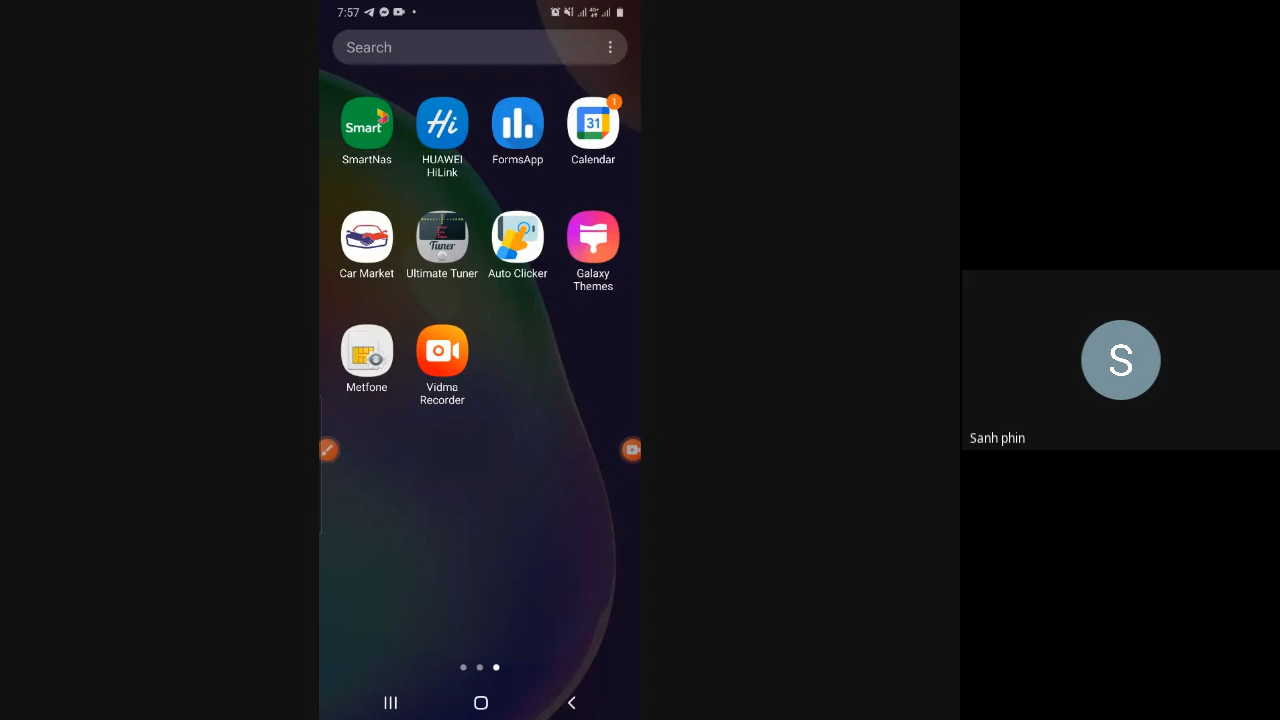 7:57
Search
Smart
Hi
31
1
SmartNas
HUAWEI
HiLink
FormsApp
Calendar
E
Tuner
Car Market
Ultimate Tuner
Auto Clicker
Galaxy
Themes
Metfone
Vidma
Recorder
S
Sanh phin